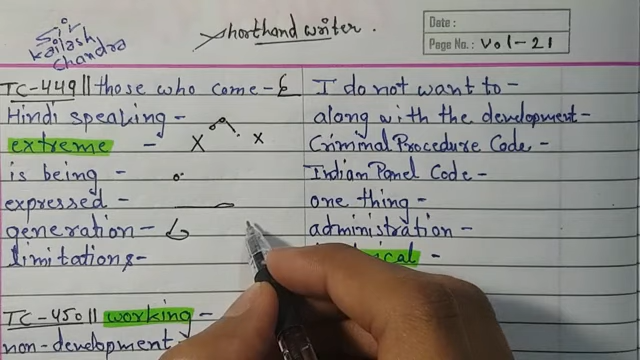 Sir
Kailash
Chandra
Shorthand writer.
Date :
Page No.: Vol-21
TC-449|| those who come -
Hindi speaking -
extreme -
is being -
expressed -
generation -
limitations -
TC-450|| working -
non-development
I do not want to -
along with the development -
Criminal Procedure Code -
Indian Panel Code -
one thing -
administration -